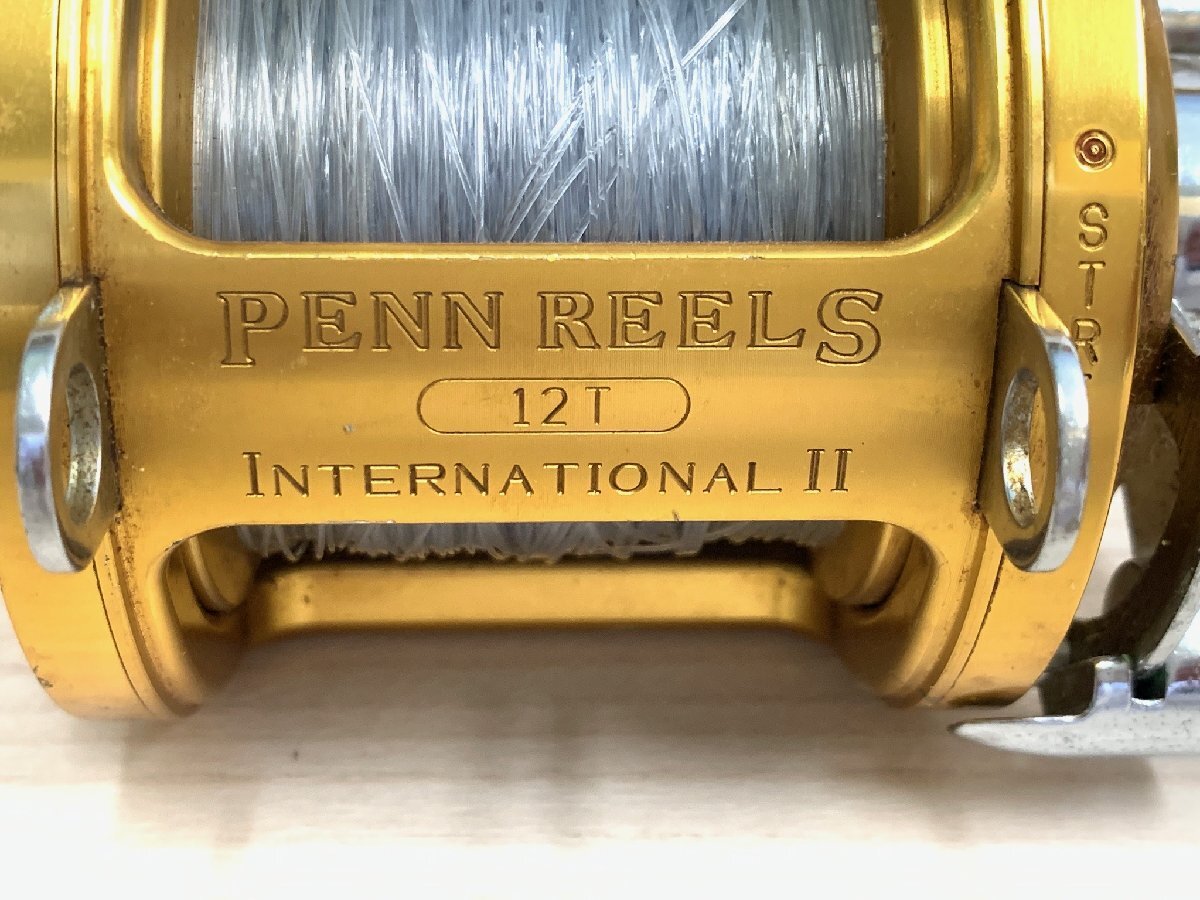 PENN REELS
12T
INTERNATIONAL II
STR.